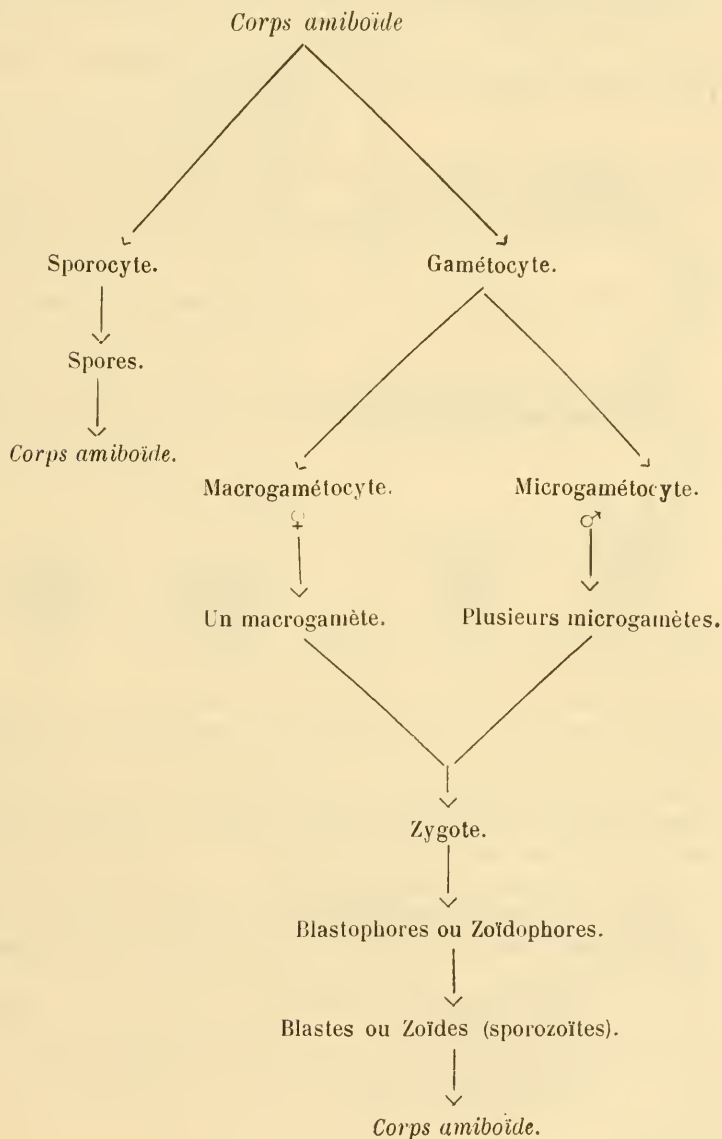 Corps amiboïde
Sporocyte. Gamétocyte.
Spores.
Corps amiboïde.
Macrogamétocyte. Microgamétocyte.
♀ ♂
Un macrogamète. Plusieurs microgamètes.
Zygote.
Blastophores ou Zoïdophores.
Blastes ou Zoïdes (sporozoïtes).
Corps amiboïde.